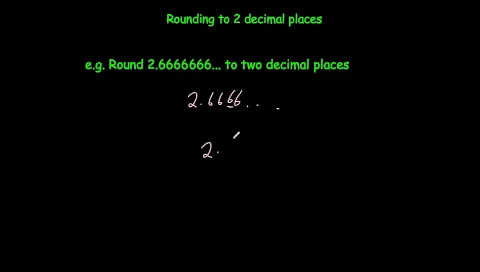 Rounding to 2 decimal places
e.g. Round 2.6666666... to two decimal places
2.6666...
2.